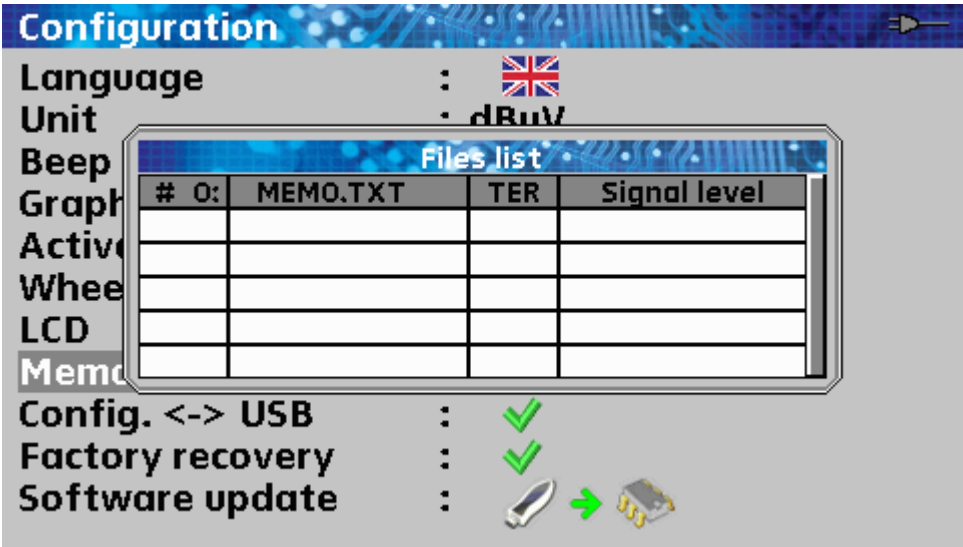 Configuration
Language :
Unit : dBuV
Beep
Files list
# 0: MEMO.TXT TER Signal level
Graph
Active
Whee
LCD
Memo
Config. <-> USB :
Factory recovery :
Software update :